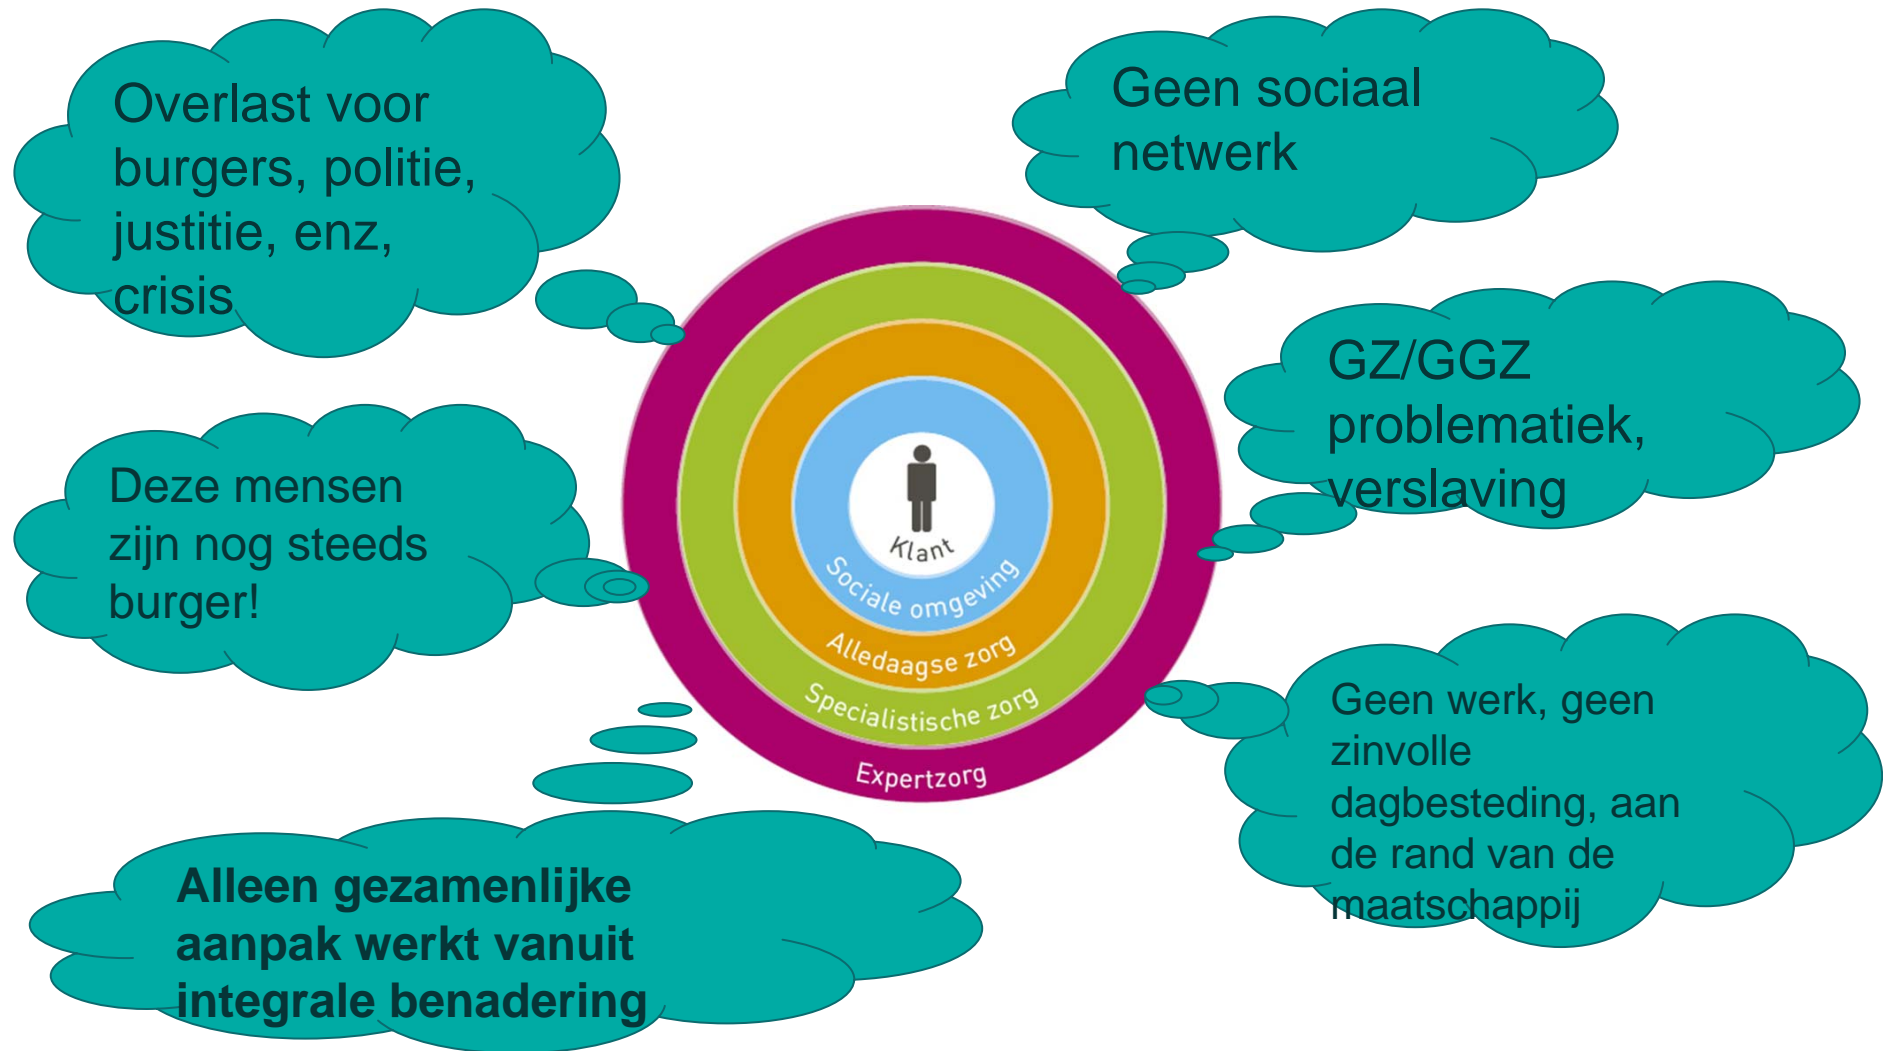 Overlast voor
burgers, politie,
justitie, enz,
crisis
Geen sociaal
netwerk
GZ/GGZ
problematiek,
verslaving
Deze mensen
zijn nog steeds
burger!
Klant
Sociale omgeving
Alledaagse zorg
Specialistische zorg
Expertzorg
Geen werk, geen
zinvolle
dagbesteding, aan
de rand van de
maatschappij
Alleen gezamenlijke
aanpak werkt vanuit
integrale benadering